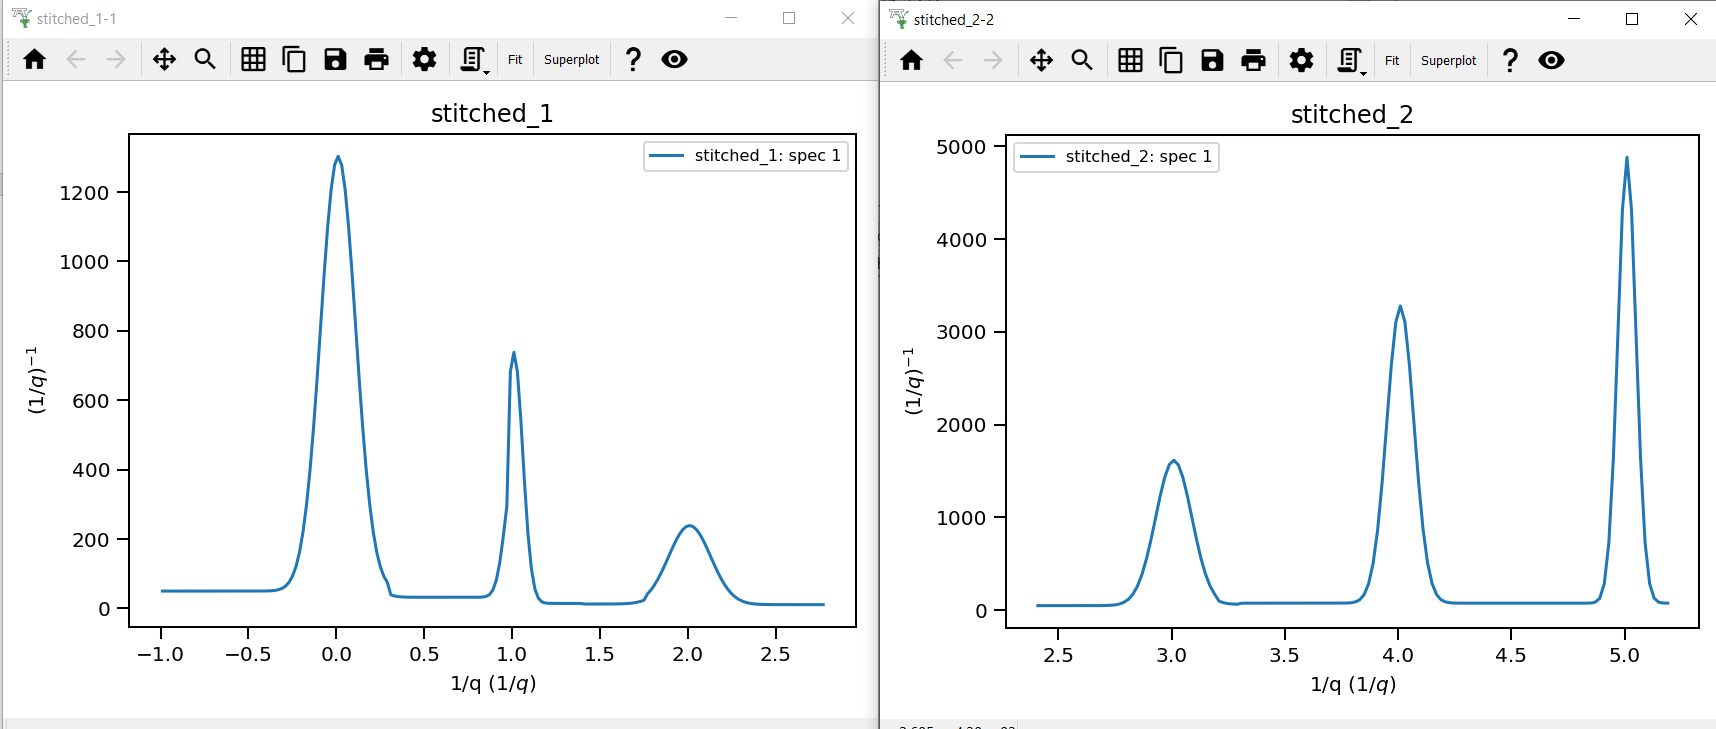 stitched_1-1
Fit Superplot ?
stitched_1
stitched_1: spec 1
1200
1000
800
600
400
200
0
(1/q)⁻¹
−1.0 −0.5 0.0 0.5 1.0 1.5 2.0 2.5
1/q (1/q)
stitched_2-2
Fit Superplot ?
stitched_2
stitched_2: spec 1
5000
4000
3000
2000
1000
0
(1/q)⁻¹
2.5 3.0 3.5 4.0 4.5 5.0
1/q (1/q)